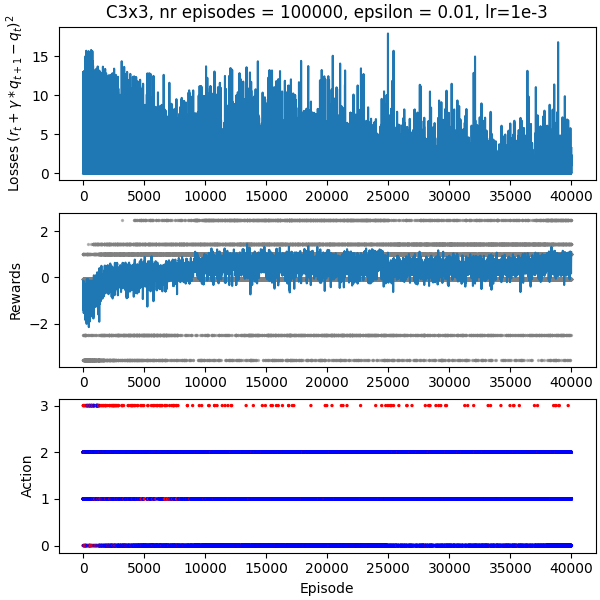 C3x3, nr episodes = 100000, epsilon = 0.01, lr=1e-3
Losses (r_t + γ * q_{t+1} − q_t)^2
15
10
5
0
0 5000 10000 15000 20000 25000 30000 35000 40000
Rewards
2
0
−2
0 5000 10000 15000 20000 25000 30000 35000 40000
Action
3
2
1
0
0 5000 10000 15000 20000 25000 30000 35000 40000
Episode